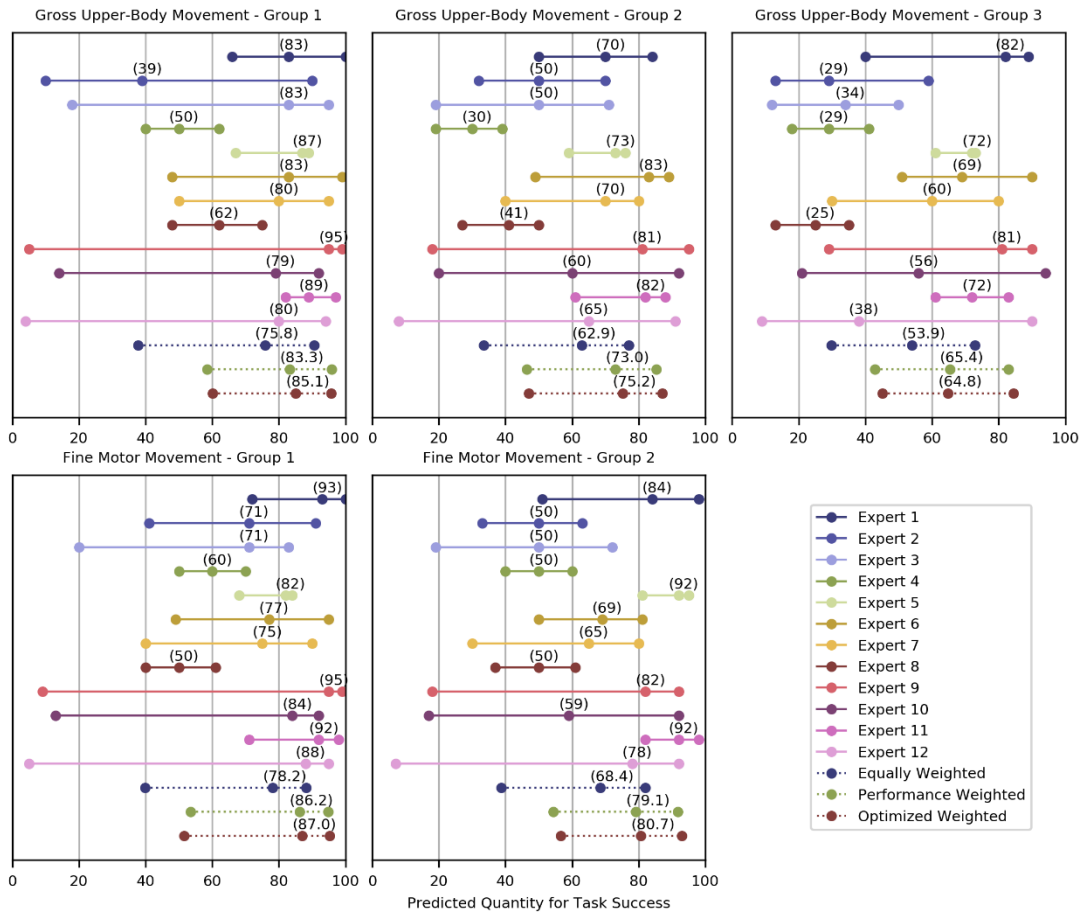 Gross Upper-Body Movement - Group 1
(83)
(39)
(83)
(50)
(87)
(83)
(80)
(62)
(95)
(79)
(89)
(80)
(75.8)
(83.3)
(85.1)
0 20 40 60 80 100
Gross Upper-Body Movement - Group 2
(70)
(50)
(50)
(30)
(73)
(83)
(70)
(41)
(81)
(60)
(82)
(65)
(62.9)
(73.0)
(75.2)
0 20 40 60 80 100
Gross Upper-Body Movement - Group 3
(82)
(29)
(34)
(29)
(72)
(69)
(60)
(25)
(81)
(56)
(72)
(38)
(53.9)
(65.4)
(64.8)
0 20 40 60 80 100
Fine Motor Movement - Group 1
(93)
(71)
(71)
(60)
(82)
(77)
(75)
(50)
(95)
(84)
(92)
(88)
(78.2)
(86.2)
(87.0)
0 20 40 60 80 100
Fine Motor Movement - Group 2
(84)
(50)
(50)
(50)
(92)
(69)
(65)
(50)
(82)
(59)
(92)
(78)
(68.4)
(79.1)
(80.7)
0 20 40 60 80 100
Predicted Quantity for Task Success
Expert 1
Expert 2
Expert 3
Expert 4
Expert 5
Expert 6
Expert 7
Expert 8
Expert 9
Expert 10
Expert 11
Expert 12
Equally Weighted
Performance Weighted
Optimized Weighted